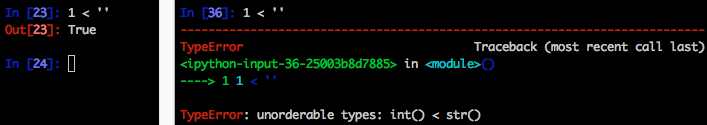 In [23]: 1 < ''
Out[23]: True
In [24]:
In [36]: 1 < ''
---------------------------------------------------------------------------
TypeError                                 Traceback (most recent call last)
<ipython-input-36-25003b8d7885> in <module>()
----> 1 1 < ''
TypeError: unorderable types: int() < str()